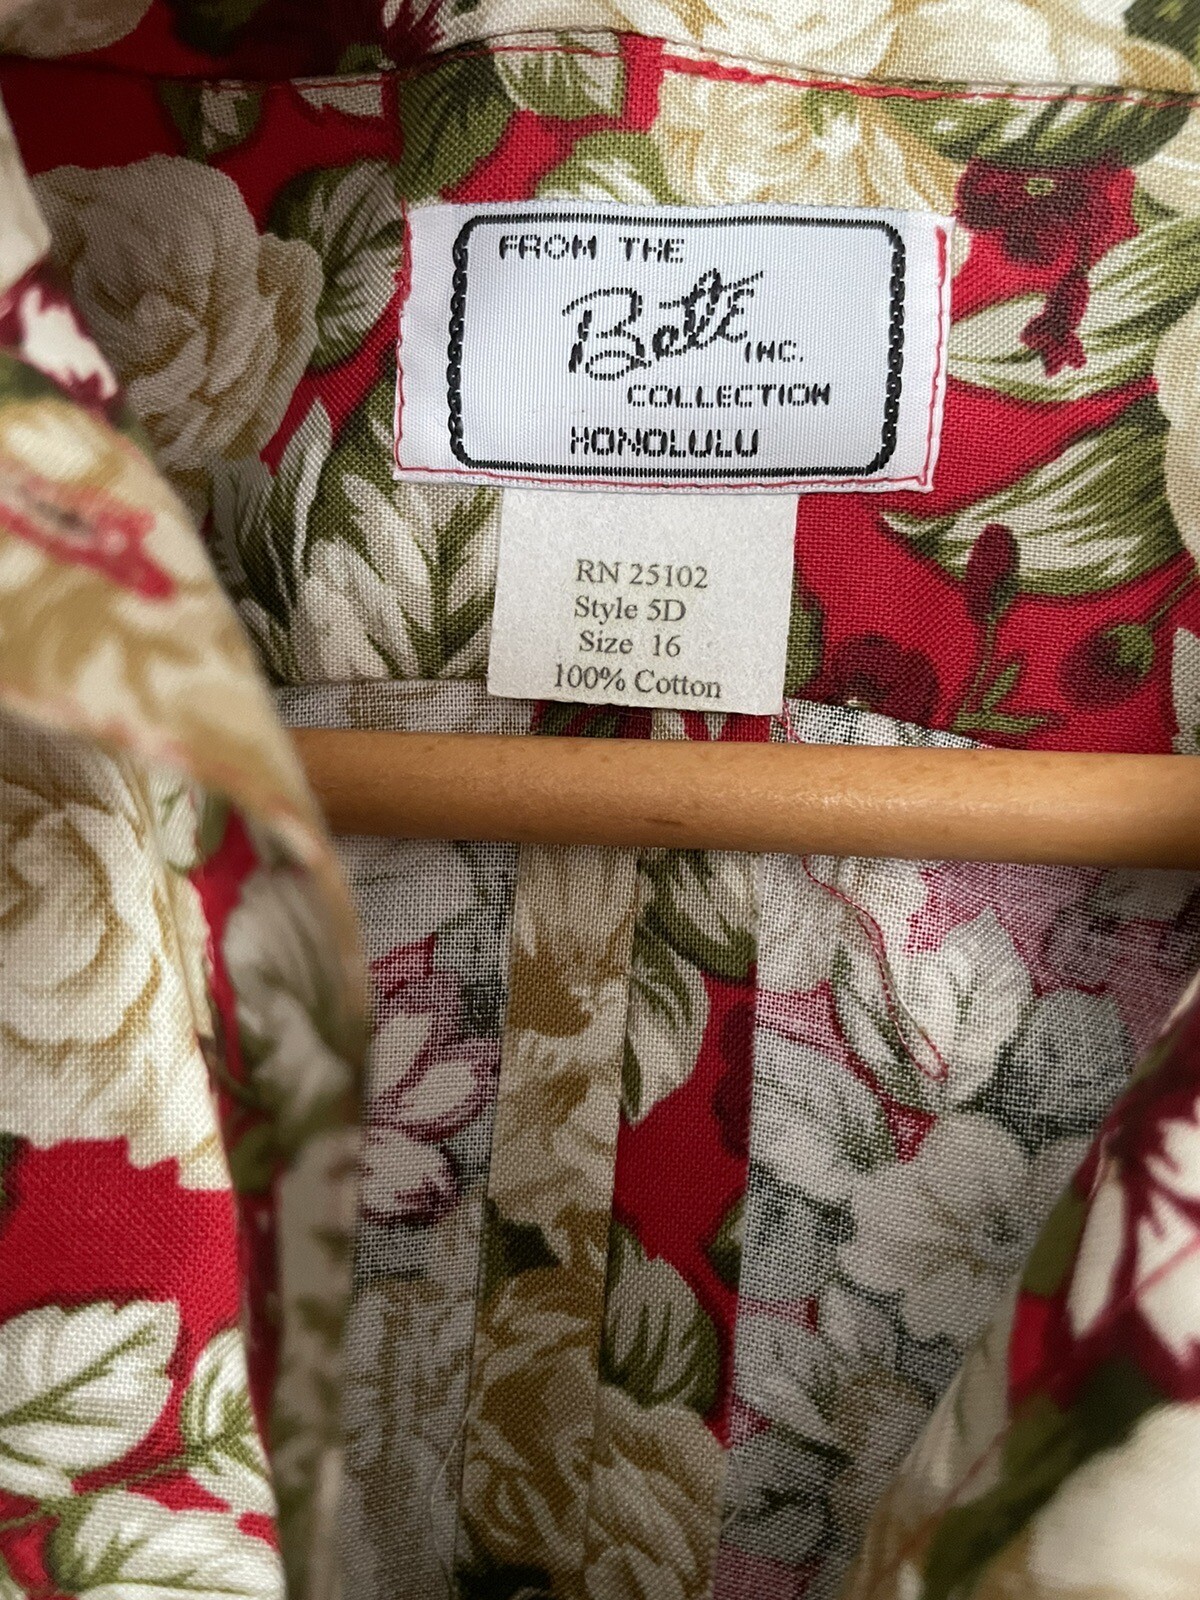 FROM THE
Bete INC.
COLLECTION
HONOLULU
RN 25102
Style 5D
Size 16
100% Cotton